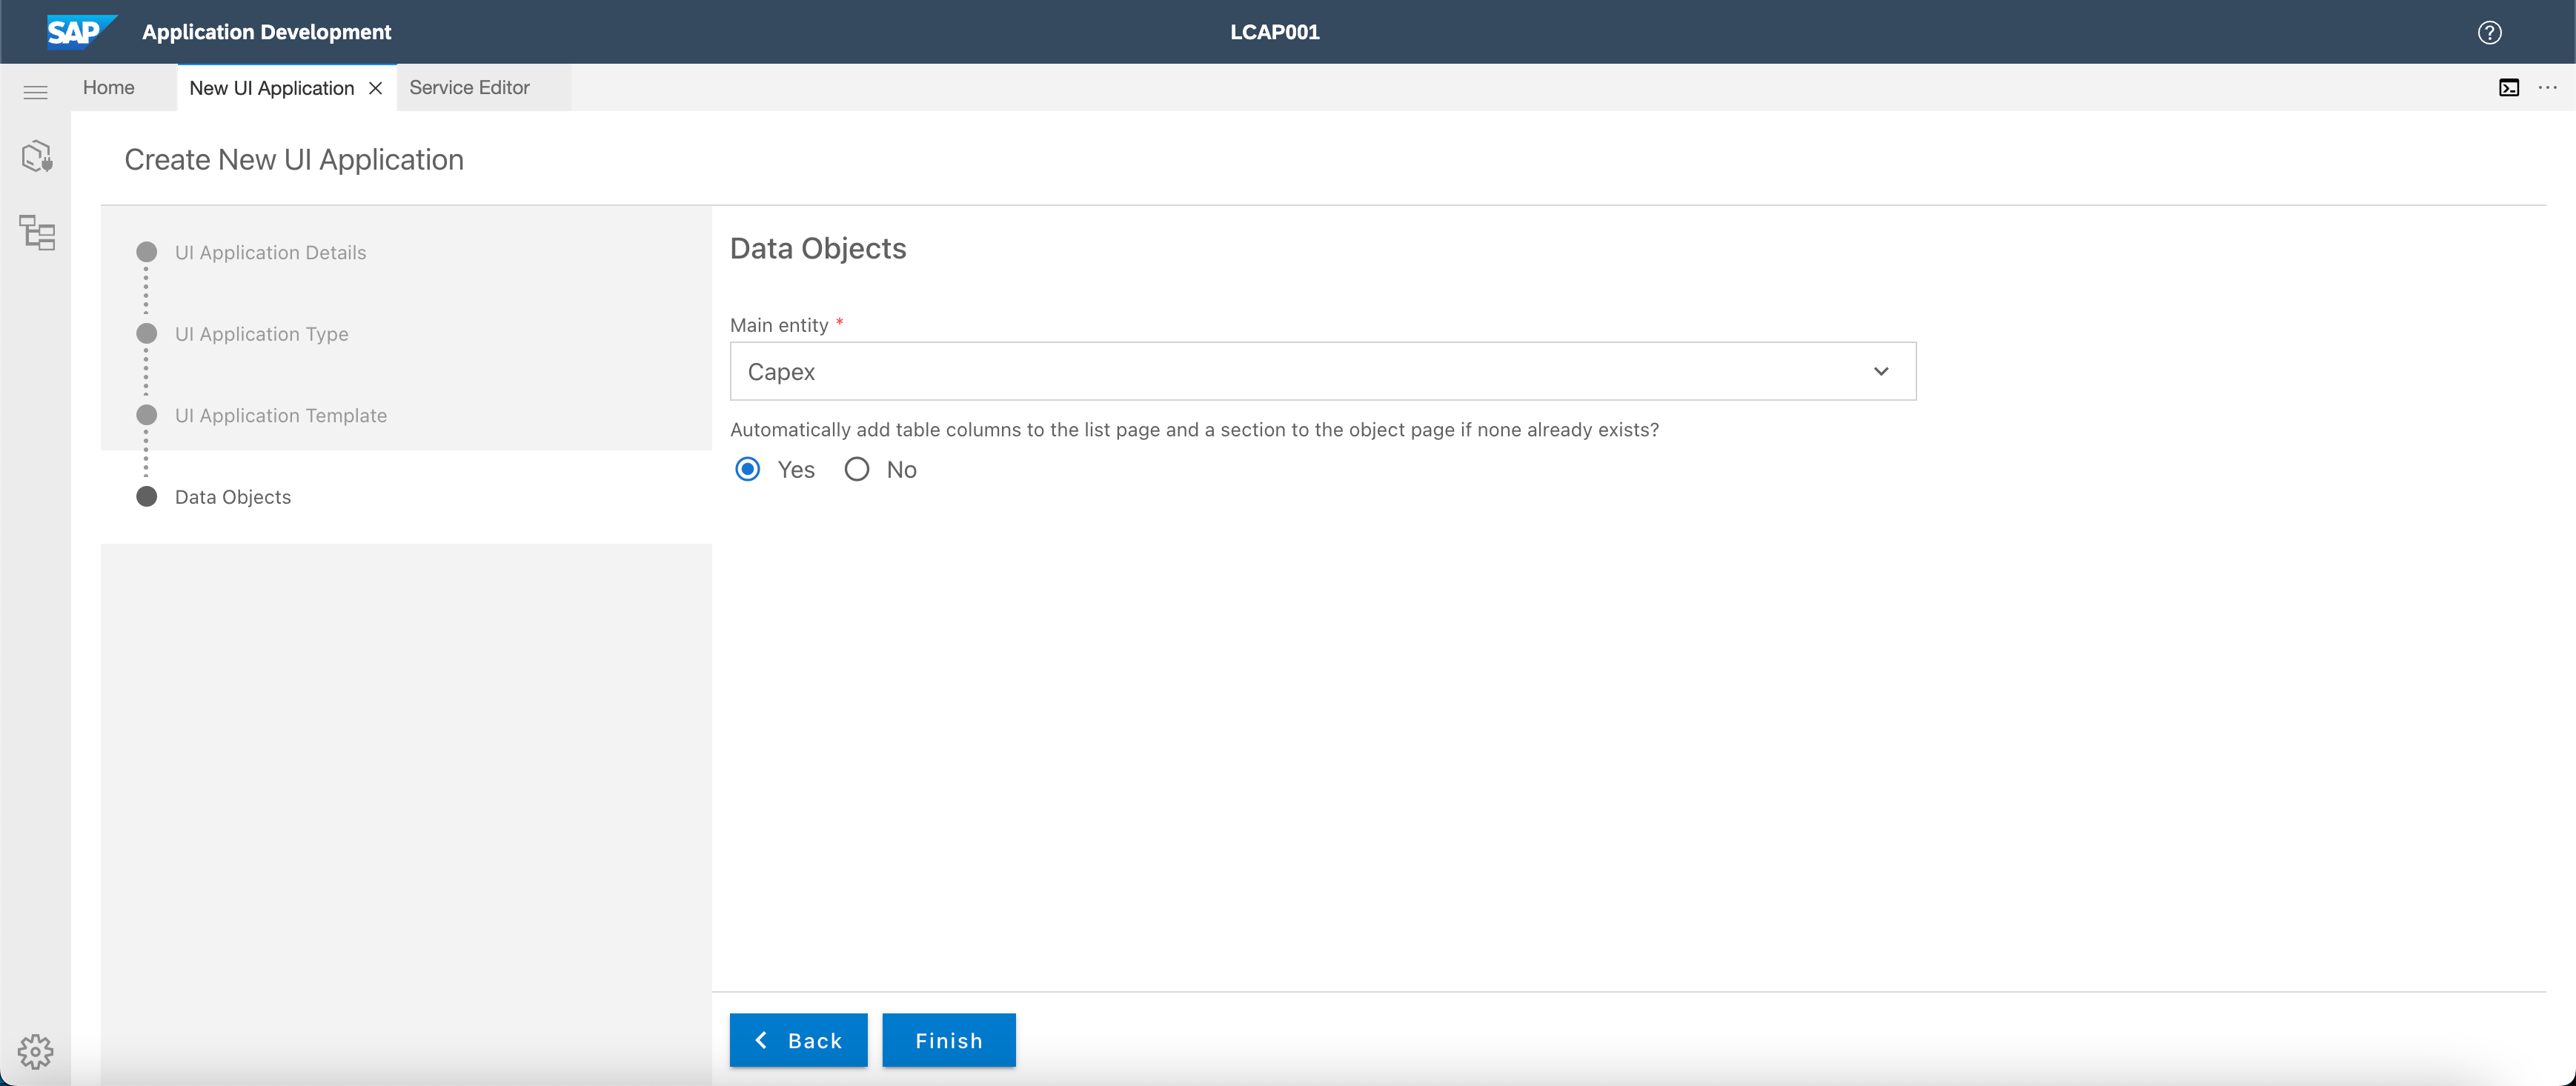 SAP Application Development LCAP001
Home New UI Application Service Editor
Create New UI Application
UI Application Details
UI Application Type
UI Application Template
Data Objects
Data Objects
Main entity *
Capex
Automatically add table columns to the list page and a section to the object page if none already exists?
Yes No
Back Finish